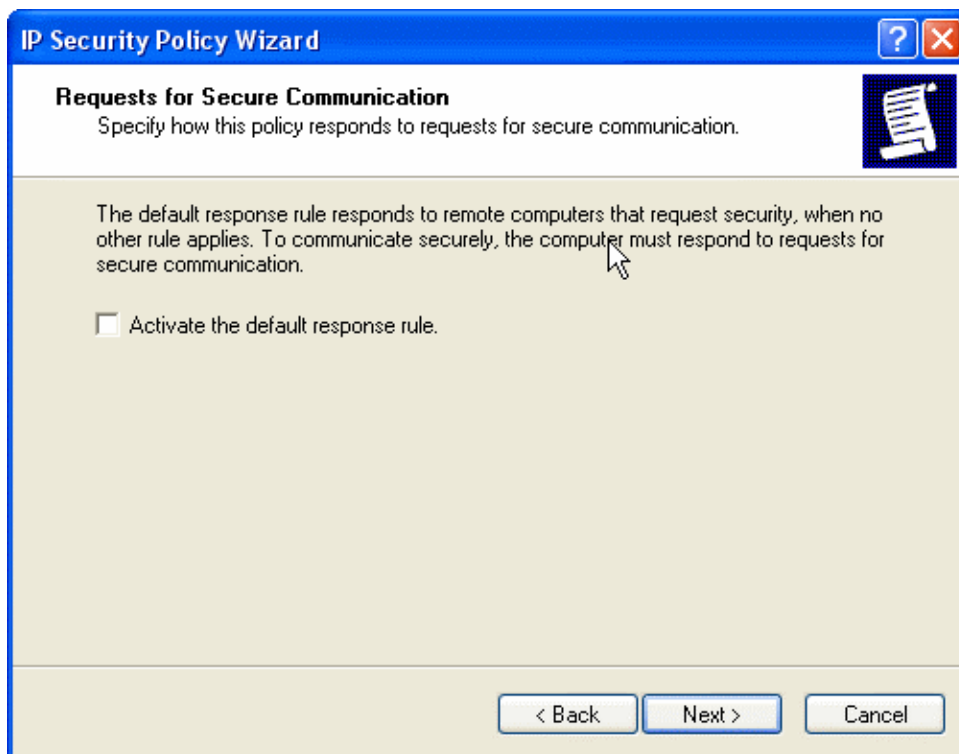 IP Security Policy Wizard
Requests for Secure Communication
Specify how this policy responds to requests for secure communication.
The default response rule responds to remote computers that request security, when no
other rule applies. To communicate securely, the computer must respond to requests for
secure communication.
Activate the default response rule.
< Back Next > Cancel